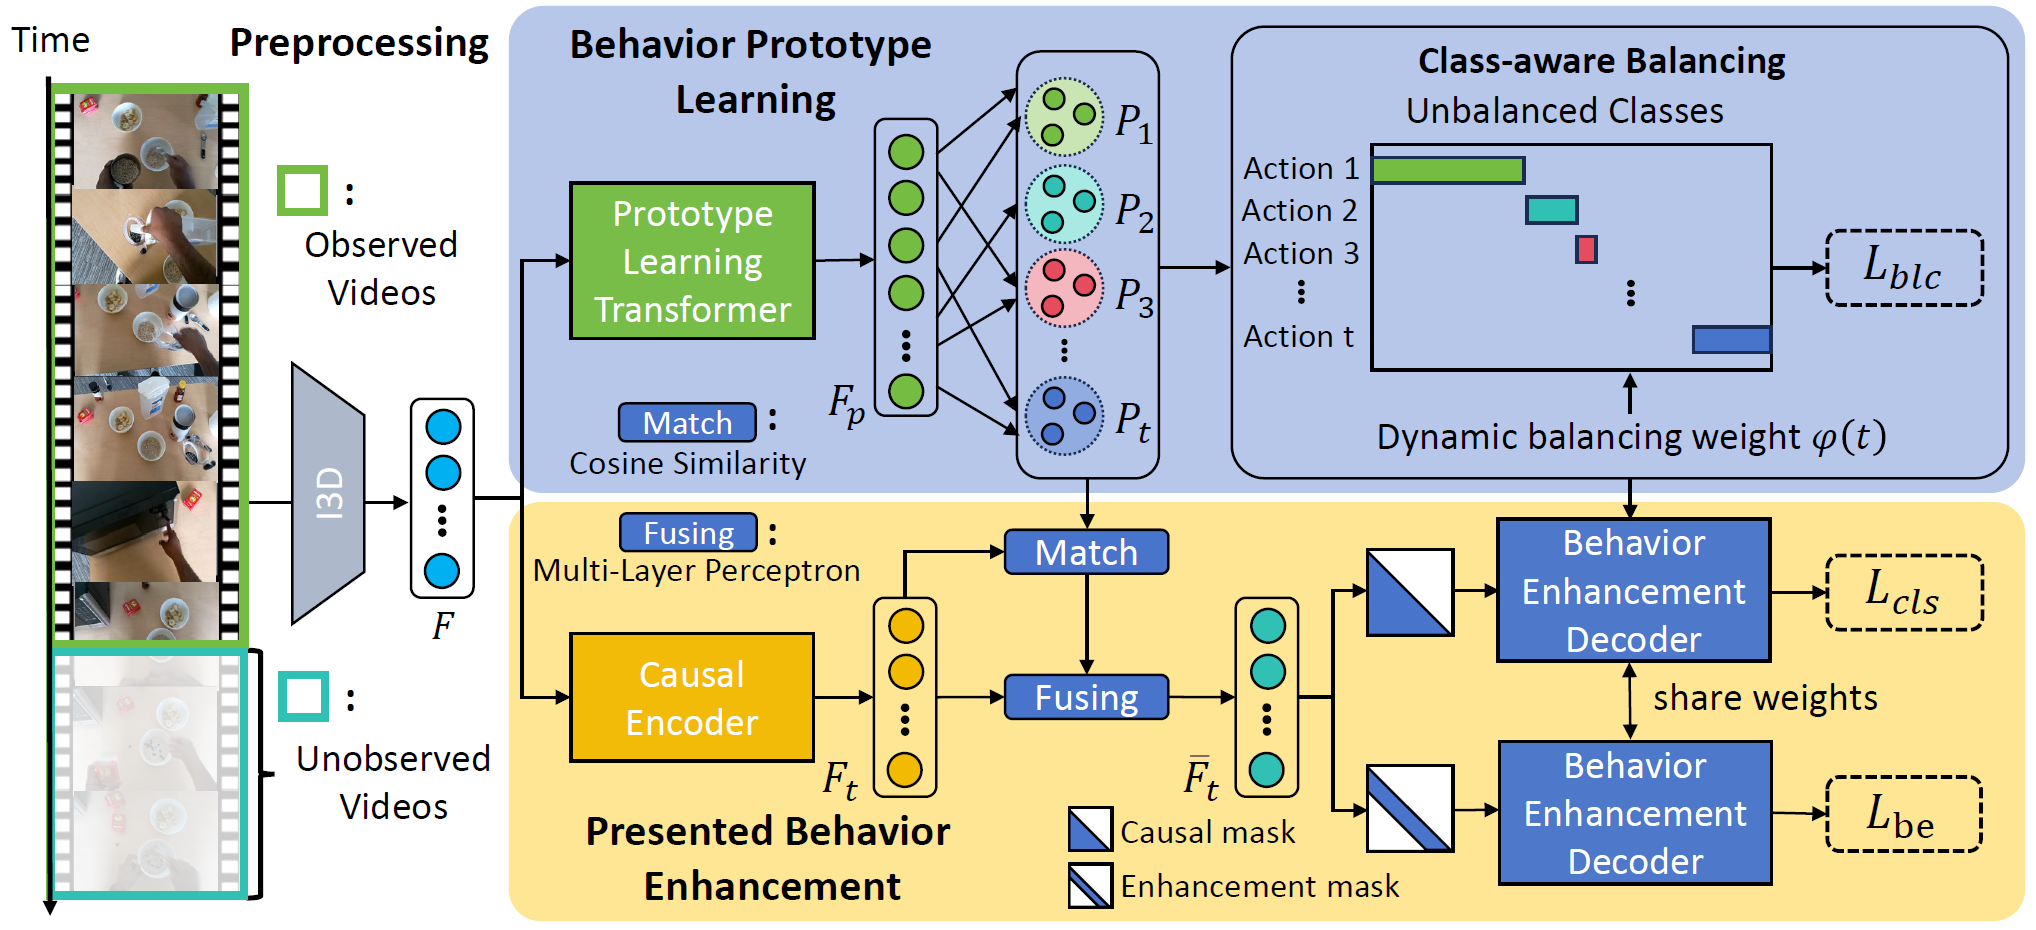 Time
Preprocessing
:
Observed
Videos
:
Unobserved
Videos
I3D
F
Behavior Prototype
Learning
Prototype
Learning
Transformer
F_p
Match :
Cosine Similarity
P_1
P_2
P_3
P_t
Class-aware Balancing
Unbalanced Classes
Action 1
Action 2
Action 3
Action t
L_{blc}
Dynamic balancing weight φ(t)
Fusing :
Multi-Layer Perceptron
Causal
Encoder
F_t
Match
Fusing
F̅_t
Presented Behavior
Enhancement
Causal mask
Enhancement mask
Behavior
Enhancement
Decoder
L_{cls}
share weights
Behavior
Enhancement
Decoder
L_{be}